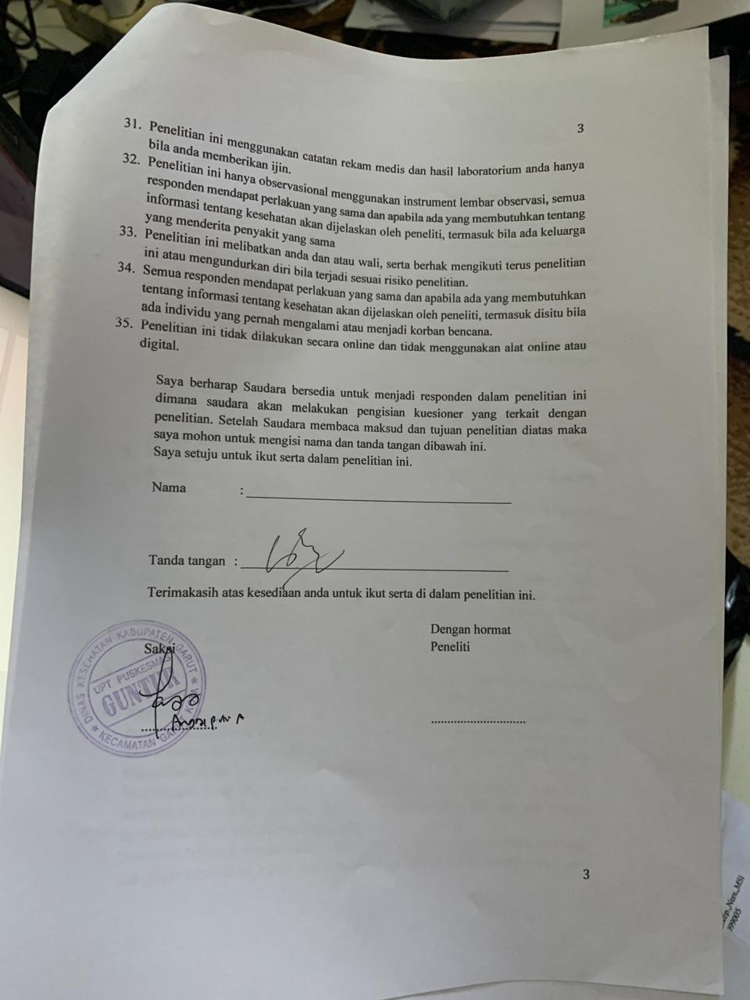 3
31. Penelitian ini menggunakan catatan rekam medis dan hasil laboratorium anda hanya
bila anda memberikan ijin.
32. Penelitian ini hanya observasional menggunakan instrument lembar observasi, semua
responden mendapat perlakuan yang sama dan apabila ada yang membutuhkan tentang
informasi tentang kesehatan akan dijelaskan oleh peneliti, termasuk bila ada keluarga
yang menderita penyakit yang sama
33. Penelitian ini melibatkan anda dan atau wali, serta berhak mengikuti terus penelitian
ini atau mengundurkan diri bila terjadi sesuai risiko penelitian.
34. Semua responden mendapat perlakuan yang sama dan apabila ada yang membutuhkan
tentang informasi tentang kesehatan akan dijelaskan oleh peneliti, termasuk disitu bila
ada individu yang pernah mengalami atau menjadi korban bencana.
35. Penelitian ini tidak dilakukan secara online dan tidak menggunakan alat online atau
digital.
Saya berharap Saudara bersedia untuk menjadi responden dalam penelitian ini
dimana saudara akan melakukan pengisian kuesioner yang terkait dengan
penelitian. Setelah Saudara membaca maksud dan tujuan penelitian diatas maka
saya mohon untuk mengisi nama dan tanda tangan dibawah ini.
Saya setuju untuk ikut serta dalam penelitian ini.
Nama :
Tanda tangan :
Terimakasih atas kesediaan anda untuk ikut serta di dalam penelitian ini.
Dengan hormat
Saksi
Peneliti
DINAS KESEHATAN KABUPATEN GARUT
UPT PUSKESMAS
GUNTUR
KECAMATAN GARUT
3
Ners.,MSi